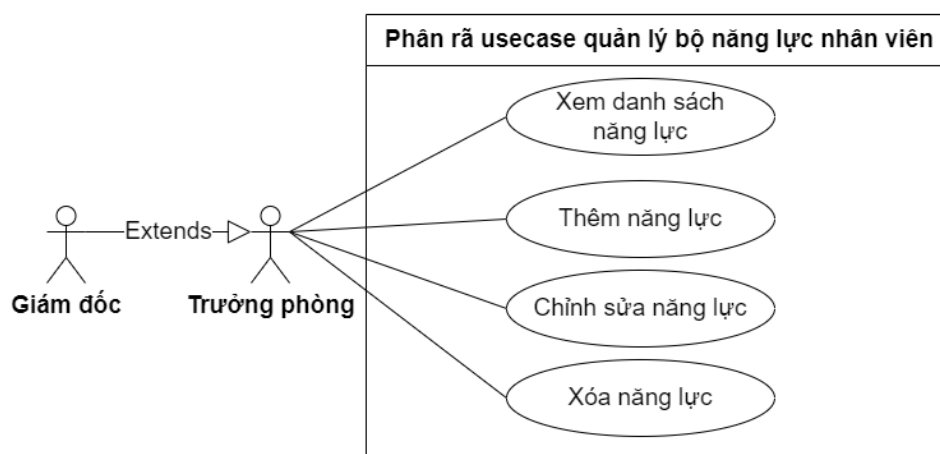 Phân rã usecase quản lý bộ năng lực nhân viên
Xem danh sách
năng lực
Thêm năng lực
Extends
Giám đốc
Trưởng phòng
Chỉnh sửa năng lực
Xóa năng lực